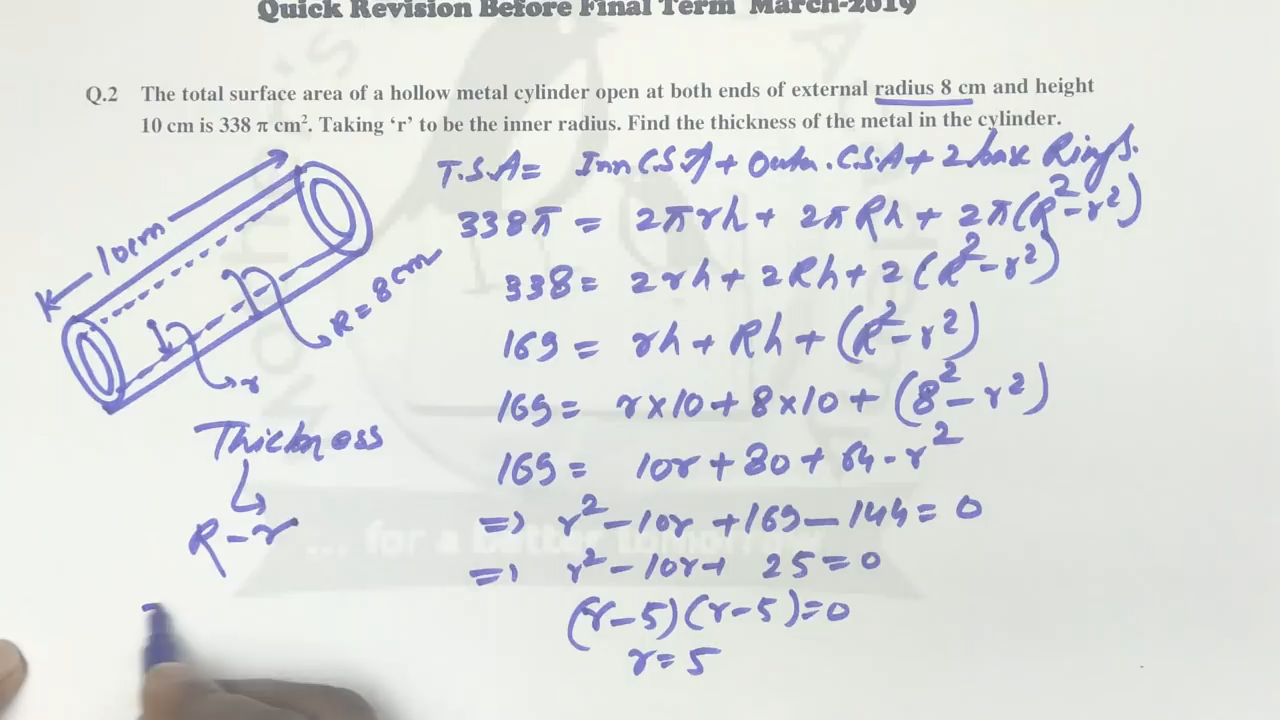 Quick Revision Before Final Term March-2019
Q.2 The total surface area of a hollow metal cylinder open at both ends of external radius 8 cm and height
10 cm is 338 π cm². Taking ‘r’ to be the inner radius. Find the thickness of the metal in the cylinder.
T.S.A = Inn C.S.A + Outer. C.S.A + 2 base Rings.
338π = 2πrh + 2πRh + 2π(R²-r²)
338 = 2rh + 2Rh + 2(R²-r²)
169 = rh + Rh + (R²-r²)
169 = r×10 + 8×10 + (8²-r²)
169 = 10r + 80 + 64 - r²
=> r² - 10r + 169 - 144 = 0
=> r² - 10r + 25 = 0
(r-5)(r-5) = 0
r = 5
10cm
R = 8cm
r
Thickness
R - r
... for a better tomorrow